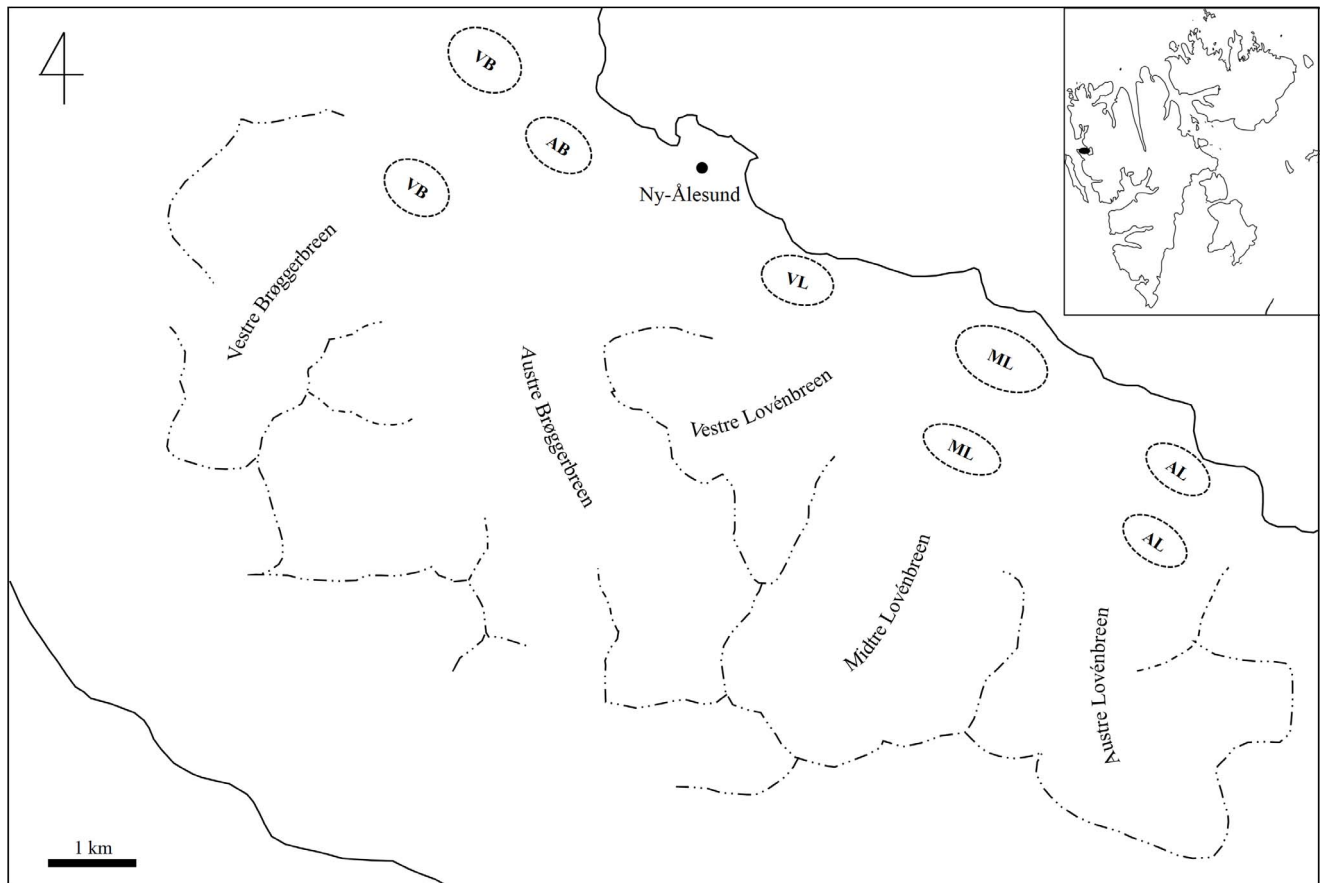 VB
AB
VB
Ny-Ålesund
Vestre Brøggerbreen
VL
ML
Austre Brøggerbreen
Vestre Lovénbreen
ML
AL
AL
Midtre Lovénbreen
Austre Lovénbreen
1 km